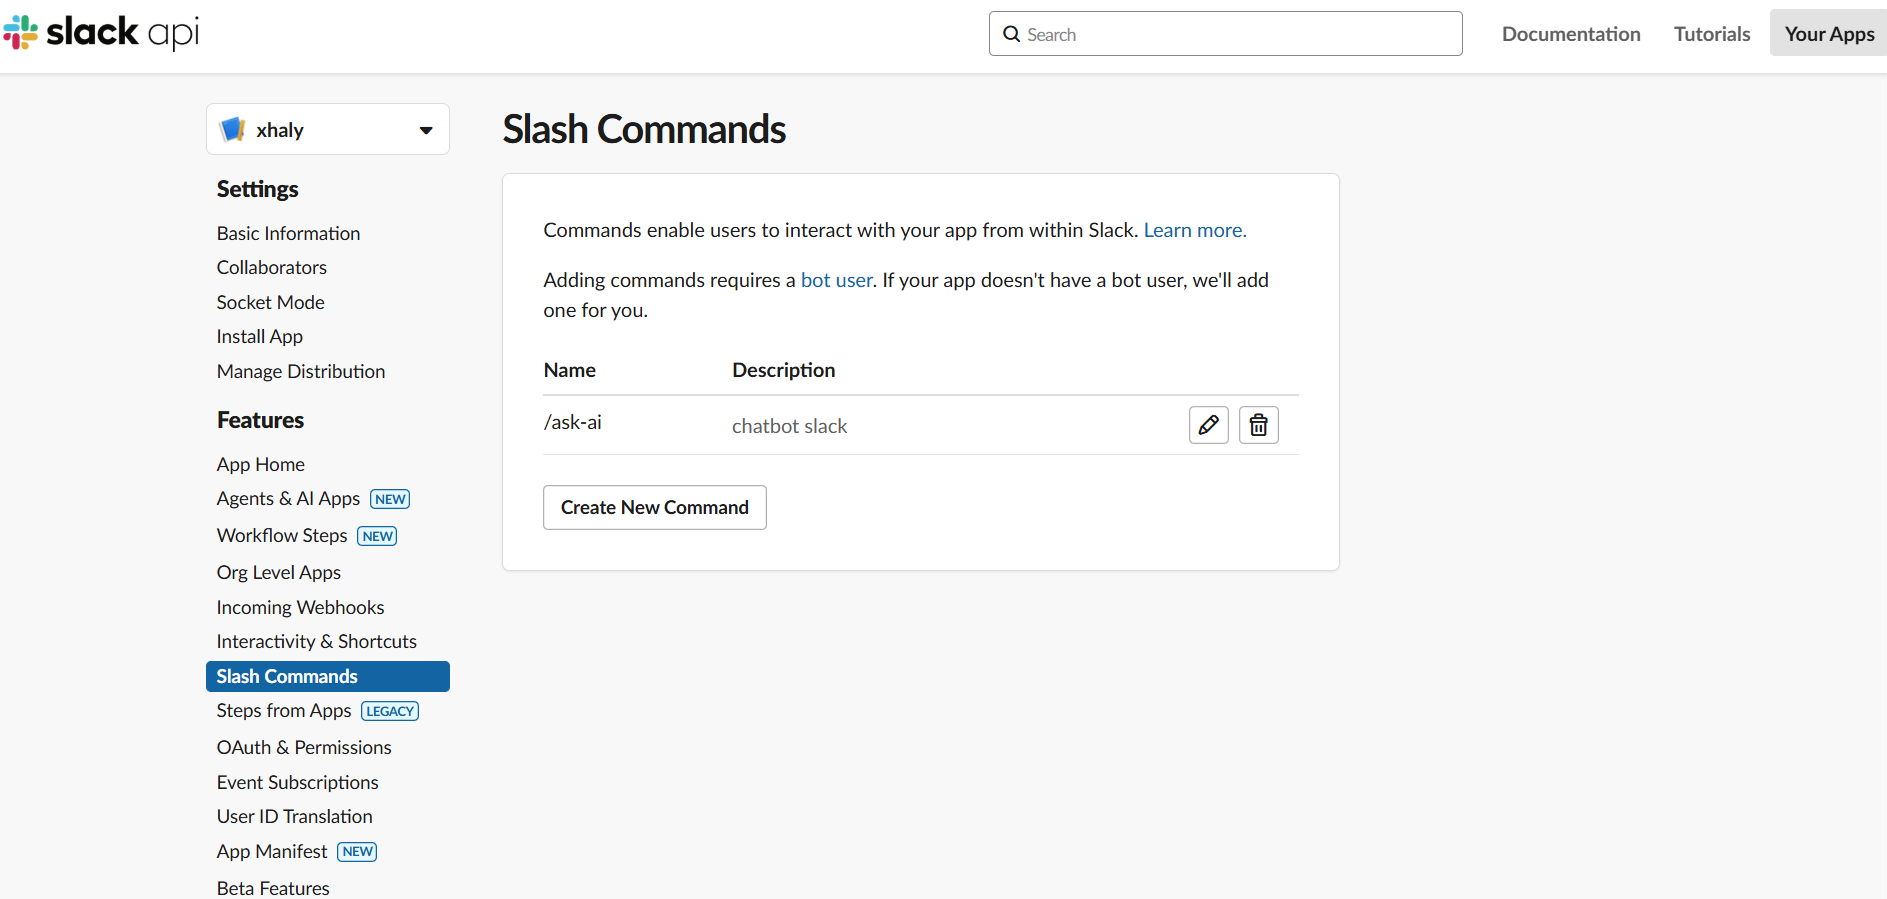 slack api
Search
Documentation
Tutorials
Your Apps
xhaly
Settings
Basic Information
Collaborators
Socket Mode
Install App
Manage Distribution
Features
App Home
Agents & AI Apps NEW
Workflow Steps NEW
Org Level Apps
Incoming Webhooks
Interactivity & Shortcuts
Slash Commands
Steps from Apps LEGACY
OAuth & Permissions
Event Subscriptions
User ID Translation
App Manifest NEW
Beta Features
Slash Commands
Commands enable users to interact with your app from within Slack. Learn more.
Adding commands requires a bot user. If your app doesn't have a bot user, we'll add
one for you.
Name Description
/ask-ai chatbot slack
Create New Command